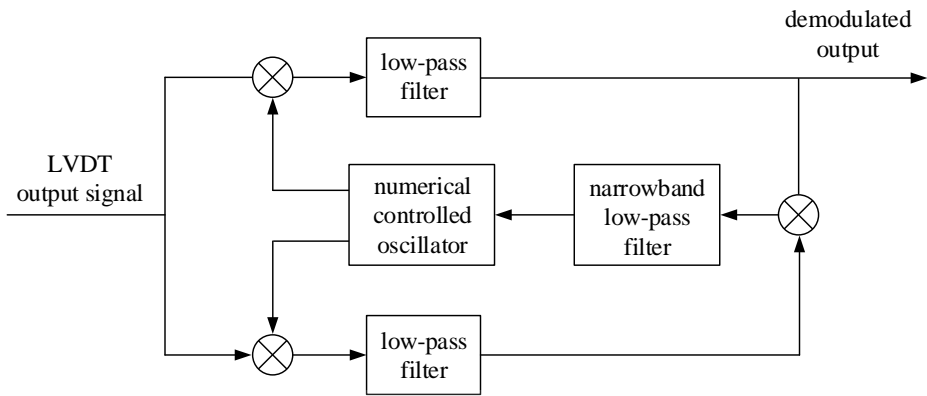 demodulated
output
low-pass
filter
LVDT
output signal
numerical
controlled
oscillator
narrowband
low-pass
filter
low-pass
filter